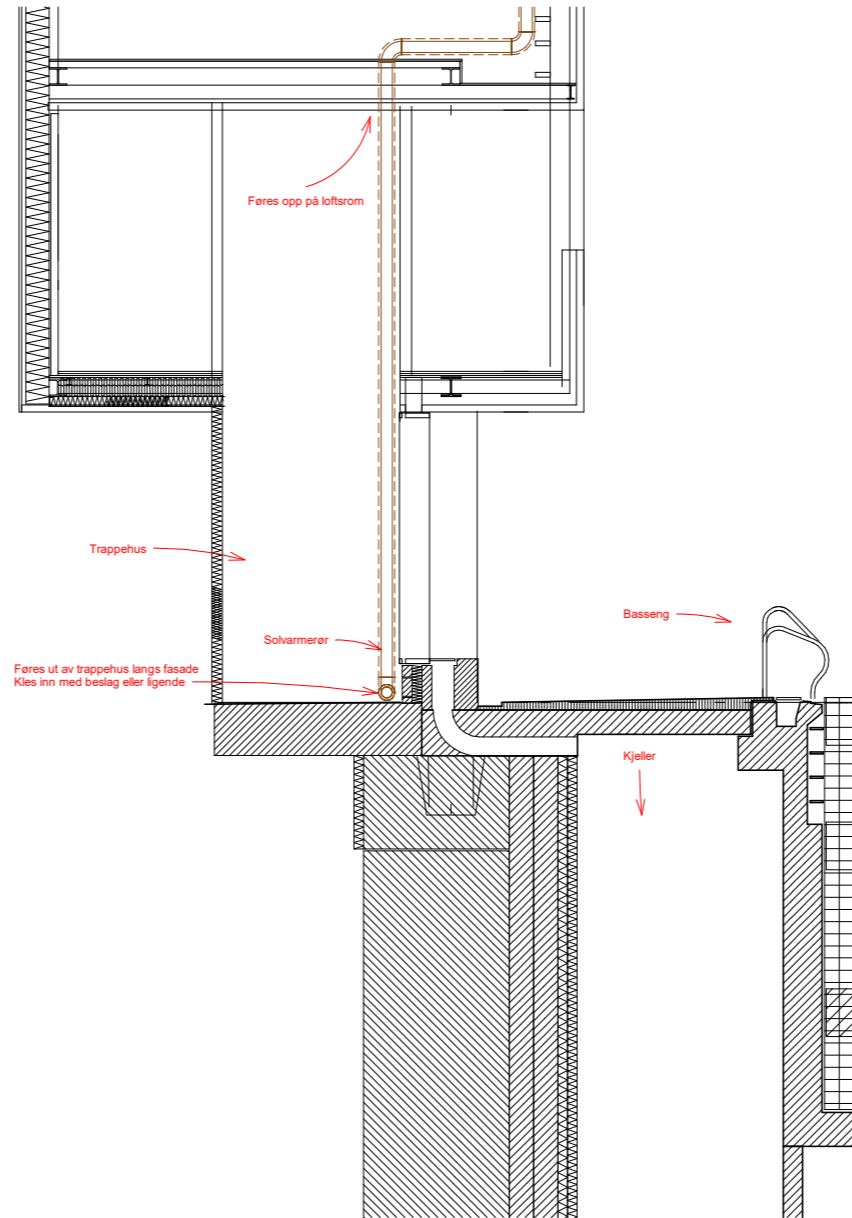 Føres opp på loftsrom
Trappehus
Basseng
Solvarmerør
Føres ut av trappehus langs fasade
Kles inn med beslag eller ligende
Kjeller